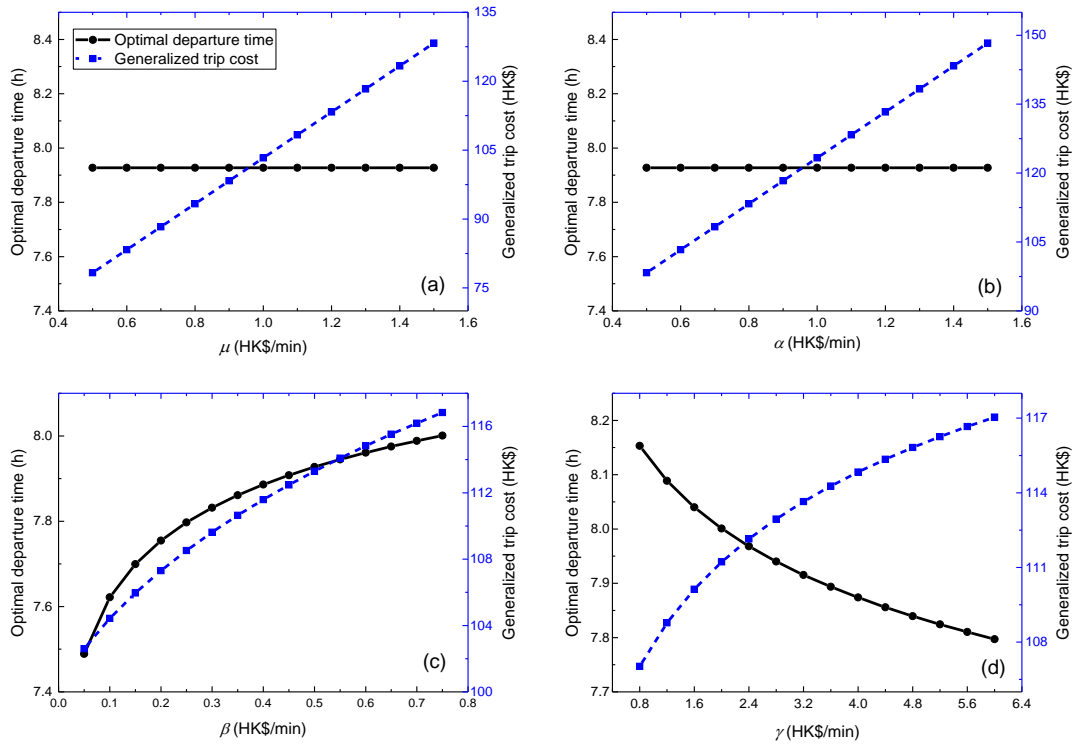 Optimal departure time
Generalized trip cost
8.4
8.2
8.0
7.8
7.6
7.4
Optimal departure time (h)
135
120
105
90
75
Generalized trip cost (HK$)
(a)
0.4 0.6 0.8 1.0 1.2 1.4 1.6
μ (HK$/min)
8.4
8.2
8.0
7.8
7.6
7.4
Optimal departure time (h)
150
135
120
105
90
Generalized trip cost (HK$)
(b)
0.4 0.6 0.8 1.0 1.2 1.4 1.6
α (HK$/min)
8.0
7.8
7.6
7.4
Optimal departure time (h)
116
112
108
104
100
Generalized trip cost (HK$)
(c)
0.0 0.1 0.2 0.3 0.4 0.5 0.6 0.7 0.8
β (HK$/min)
8.2
8.1
8.0
7.9
7.8
7.7
Optimal departure time (h)
117
114
111
108
Generalized trip cost (HK$)
(d)
0.8 1.6 2.4 3.2 4.0 4.8 5.6 6.4
γ (HK$/min)